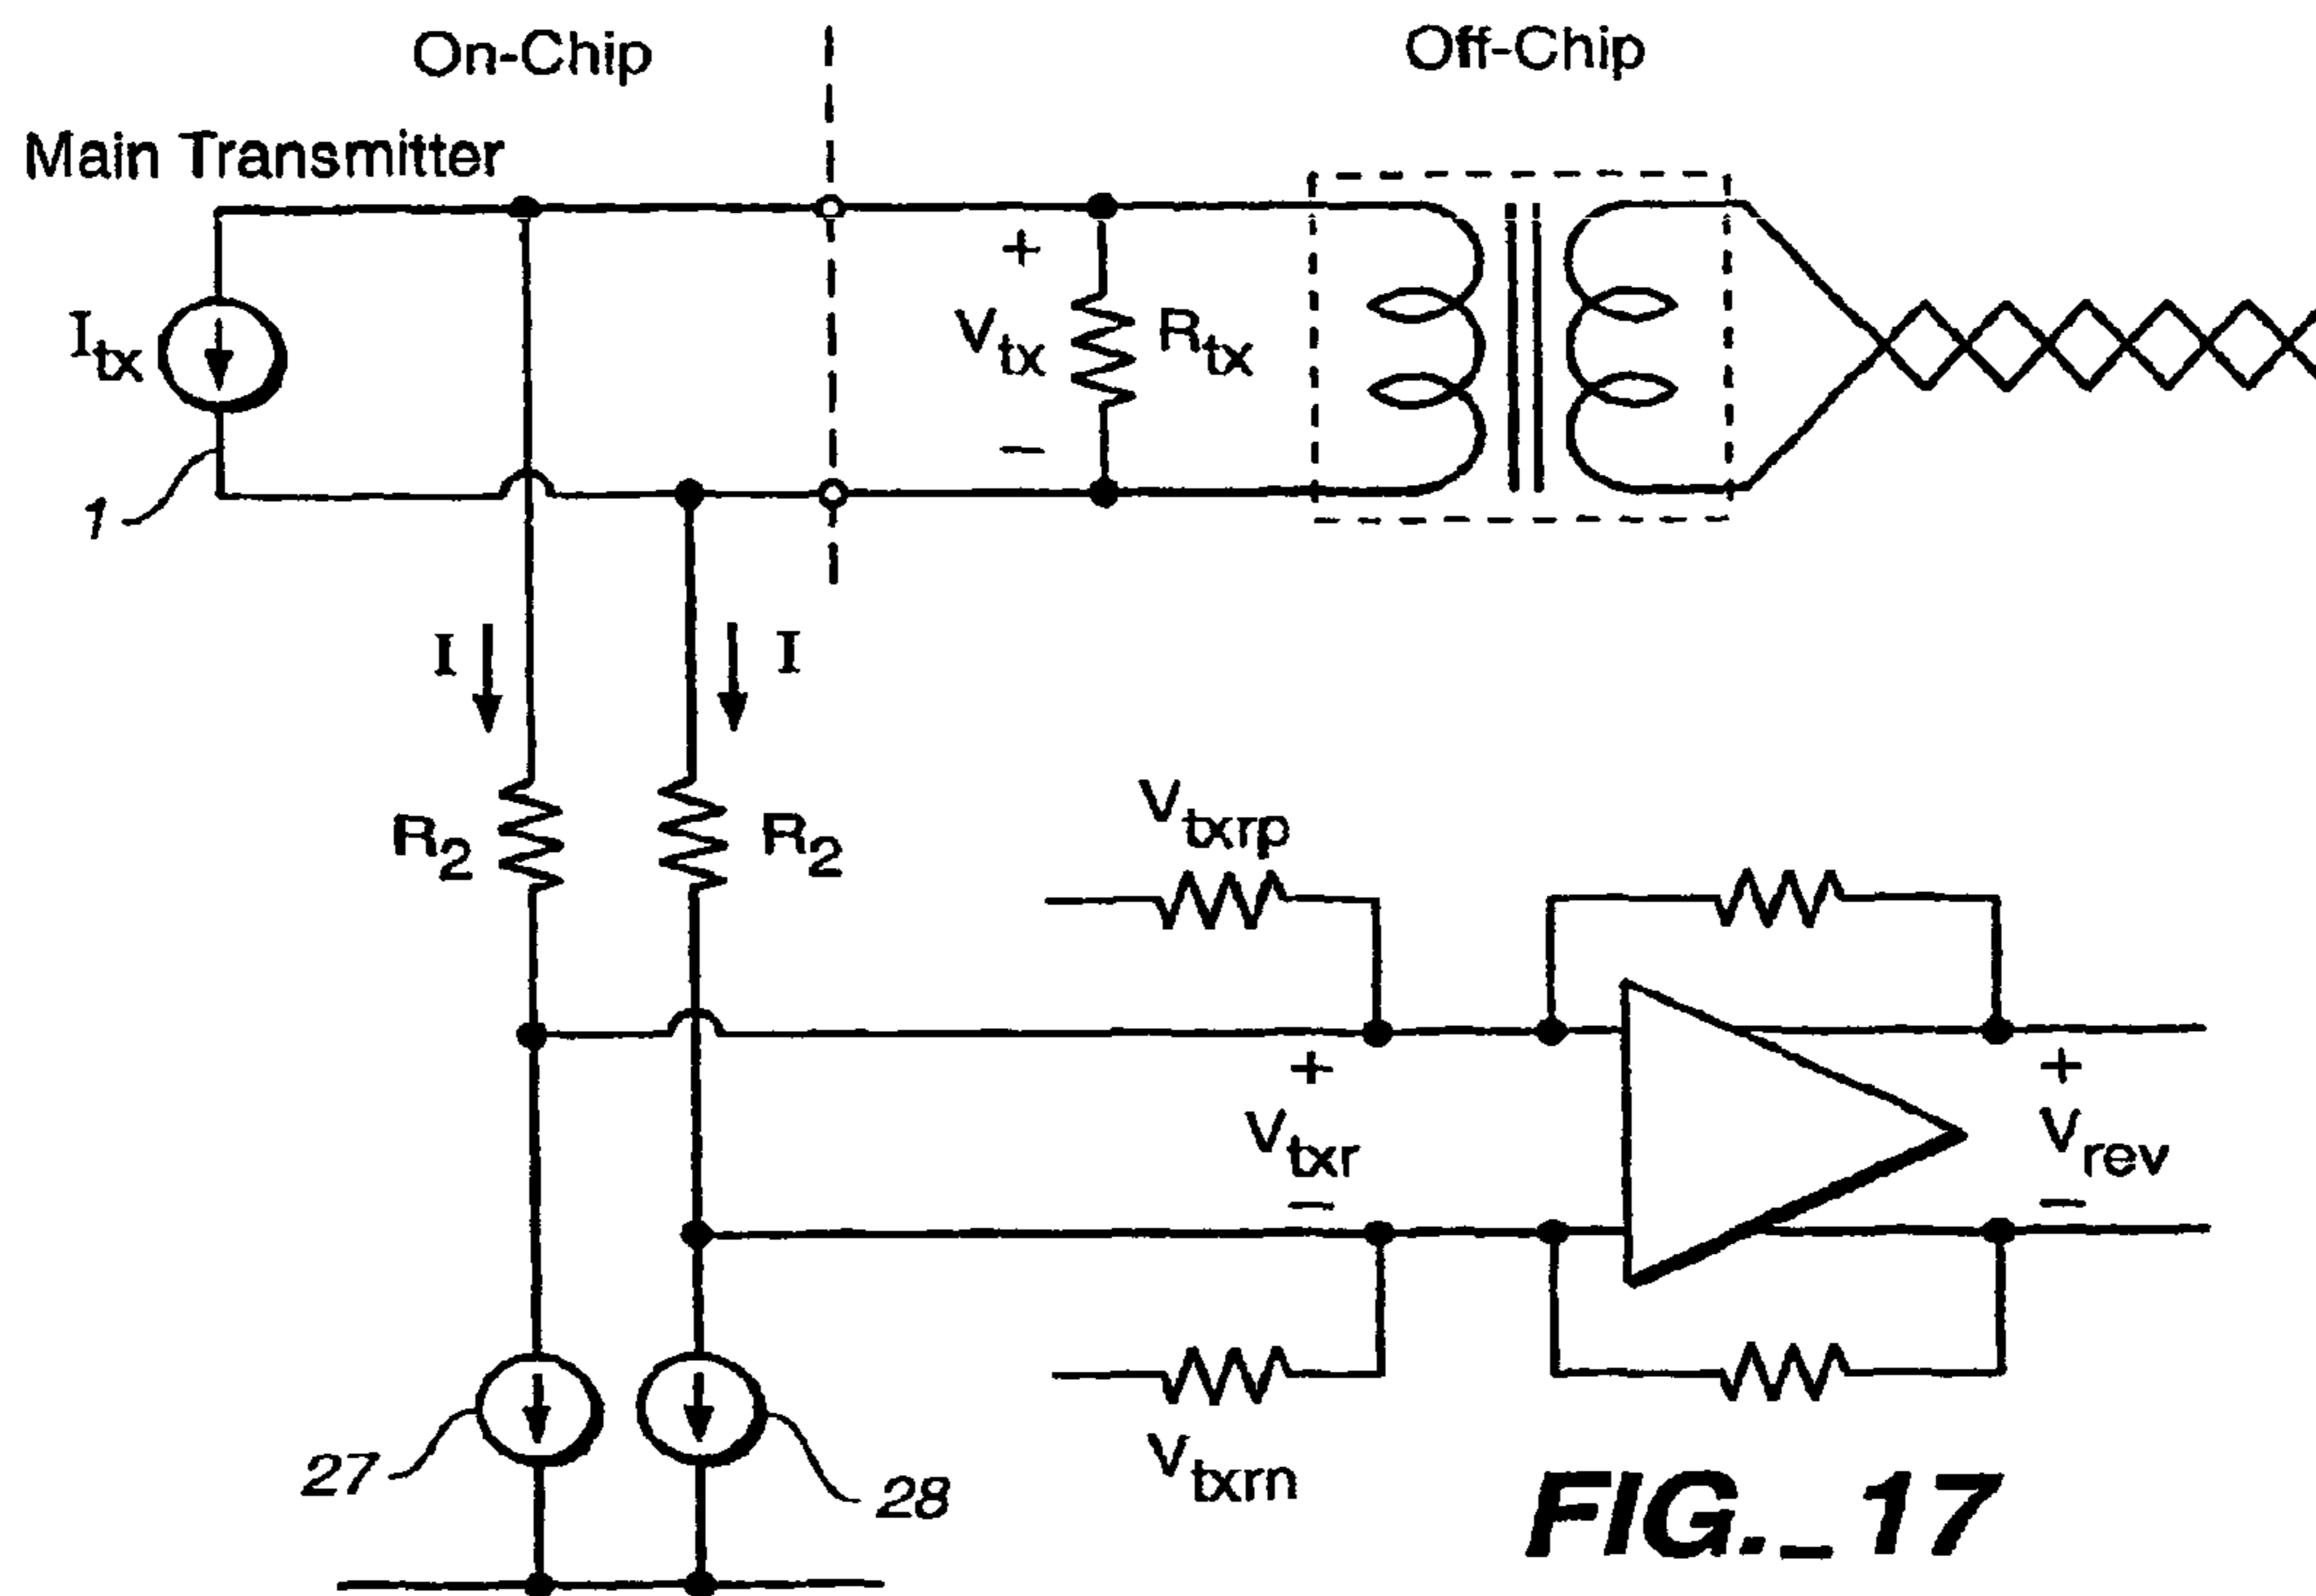 On-Chip
Off-Chip
Main Transmitter
Itx
+
Vtx
Rtx
−
1
I
I
R2
R2
Vtxrp
+
Vtxr
−
+
Vrev
−
27
28
Vtxrn
FIG._17